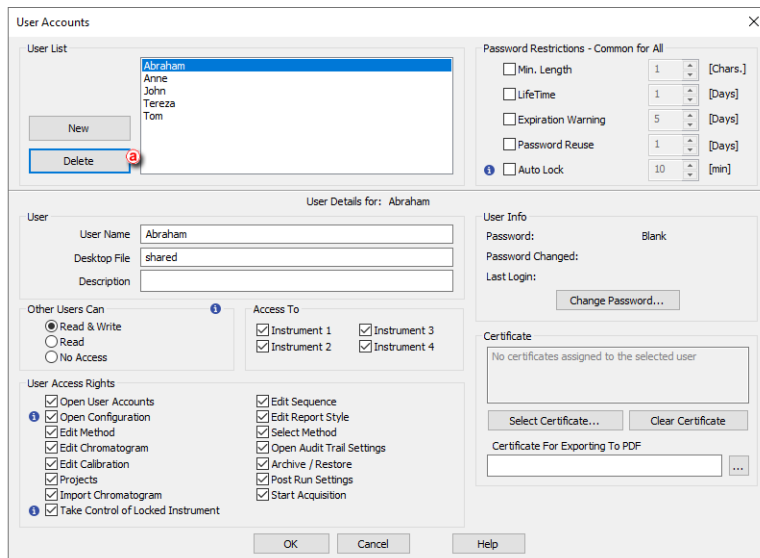 User Accounts
User List
Abraham
Anne
John
Tereza
Tom
New
Delete
a
Password Restrictions - Common for All
Min. Length 1 [Chars.]
LifeTime 1 [Days]
Expiration Warning 5 [Days]
Password Reuse 1 [Days]
Auto Lock 10 [min]
User Details for: Abraham
User
User Name Abraham
Desktop File shared
Description
User Info
Password: Blank
Password Changed:
Last Login:
Change Password...
Other Users Can
Read & Write
Read
No Access
Access To
Instrument 1 Instrument 3
Instrument 2 Instrument 4
Certificate
No certificates assigned to the selected user
Select Certificate... Clear Certificate
Certificate For Exporting To PDF
...
User Access Rights
Open User Accounts Edit Sequence
Open Configuration Edit Report Style
Edit Method Select Method
Edit Chromatogram Open Audit Trail Settings
Edit Calibration Archive / Restore
Projects Post Run Settings
Import Chromatogram Start Acquisition
Take Control of Locked Instrument
OK Cancel Help